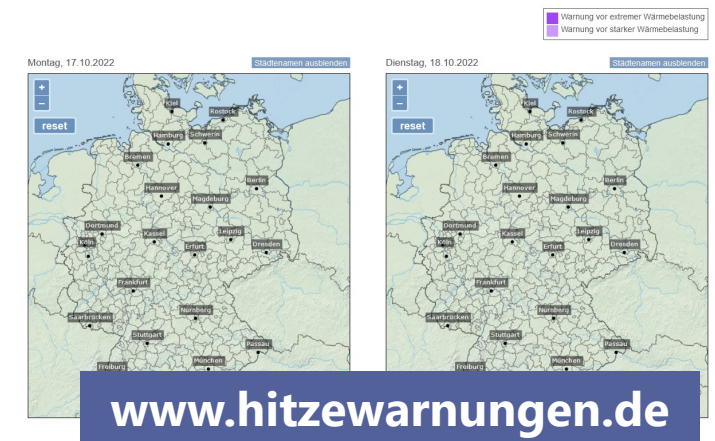 Warnung vor extremer Wärmebelastung
Warnung vor starker Wärmebelastung
Montag, 17.10.2022
Städtenamen ausblenden
+
−
reset
Kiel
Rostock
Hamburg
Schwerin
Bremen
Berlin
Hannover
Magdeburg
Dortmund
Kassel
Leipzig
Köln
Erfurt
Dresden
Frankfurt
Saarbrücken
Nürnberg
Stuttgart
Passau
München
Freiburg
Dienstag, 18.10.2022
Städtenamen ausblenden
+
−
reset
Kiel
Rostock
Hamburg
Schwerin
Bremen
Berlin
Hannover
Magdeburg
Dortmund
Kassel
Leipzig
Köln
Erfurt
Dresden
Frankfurt
Saarbrücken
Nürnberg
Stuttgart
Passau
München
Freiburg
www.hitzewarnungen.de